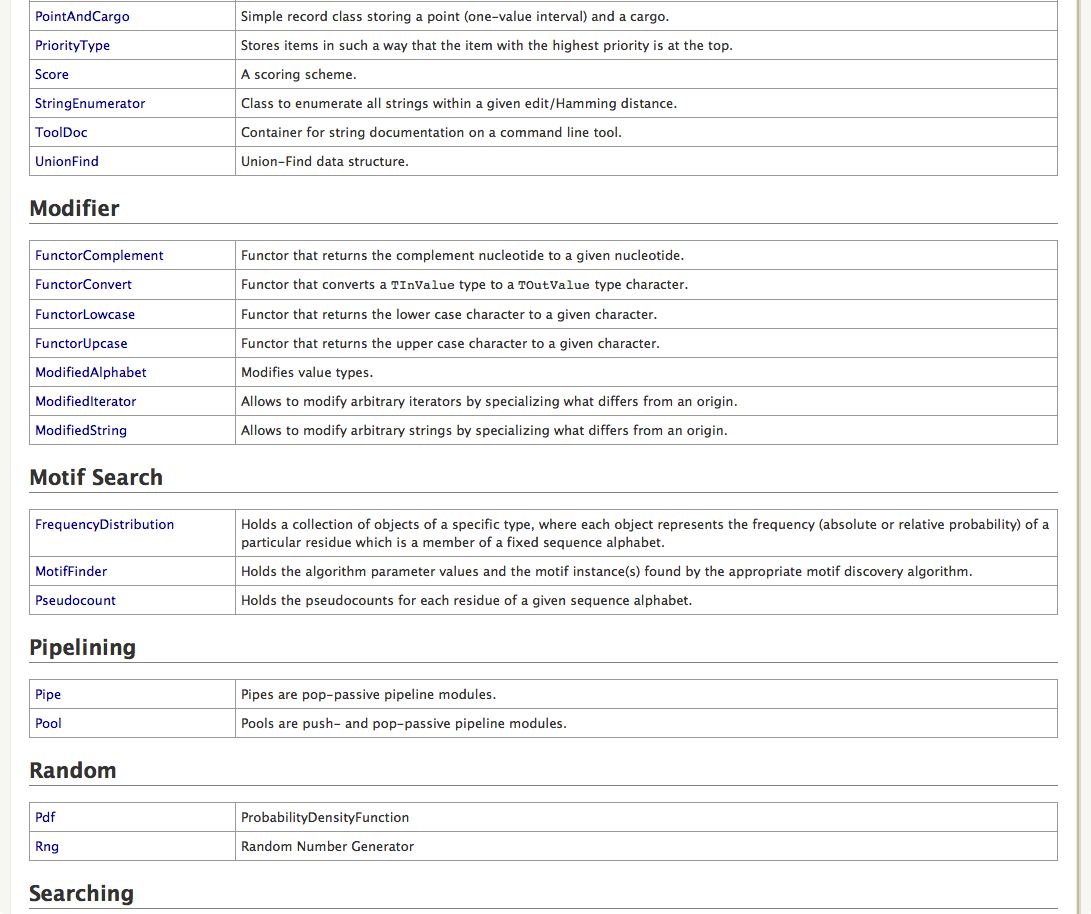 PointAndCargo Simple record class storing a point (one-value interval) and a cargo.
PriorityType Stores items in such a way that the item with the highest priority is at the top.
Score A scoring scheme.
StringEnumerator Class to enumerate all strings within a given edit/Hamming distance.
ToolDoc Container for string documentation on a command line tool.
UnionFind Union-Find data structure.
Modifier
FunctorComplement Functor that returns the complement nucleotide to a given nucleotide.
FunctorConvert Functor that converts a TInValue type to a TOutValue type character.
FunctorLowcase Functor that returns the lower case character to a given character.
FunctorUpcase Functor that returns the upper case character to a given character.
ModifiedAlphabet Modifies value types.
ModifiedIterator Allows to modify arbitrary iterators by specializing what differs from an origin.
ModifiedString Allows to modify arbitrary strings by specializing what differs from an origin.
Motif Search
FrequencyDistribution Holds a collection of objects of a specific type, where each object represents the frequency (absolute or relative probability) of a
particular residue which is a member of a fixed sequence alphabet.
MotifFinder Holds the algorithm parameter values and the motif instance(s) found by the appropriate motif discovery algorithm.
Pseudocount Holds the pseudocounts for each residue of a given sequence alphabet.
Pipelining
Pipe Pipes are pop-passive pipeline modules.
Pool Pools are push- and pop-passive pipeline modules.
Random
Pdf ProbabilityDensityFunction
Rng Random Number Generator
Searching